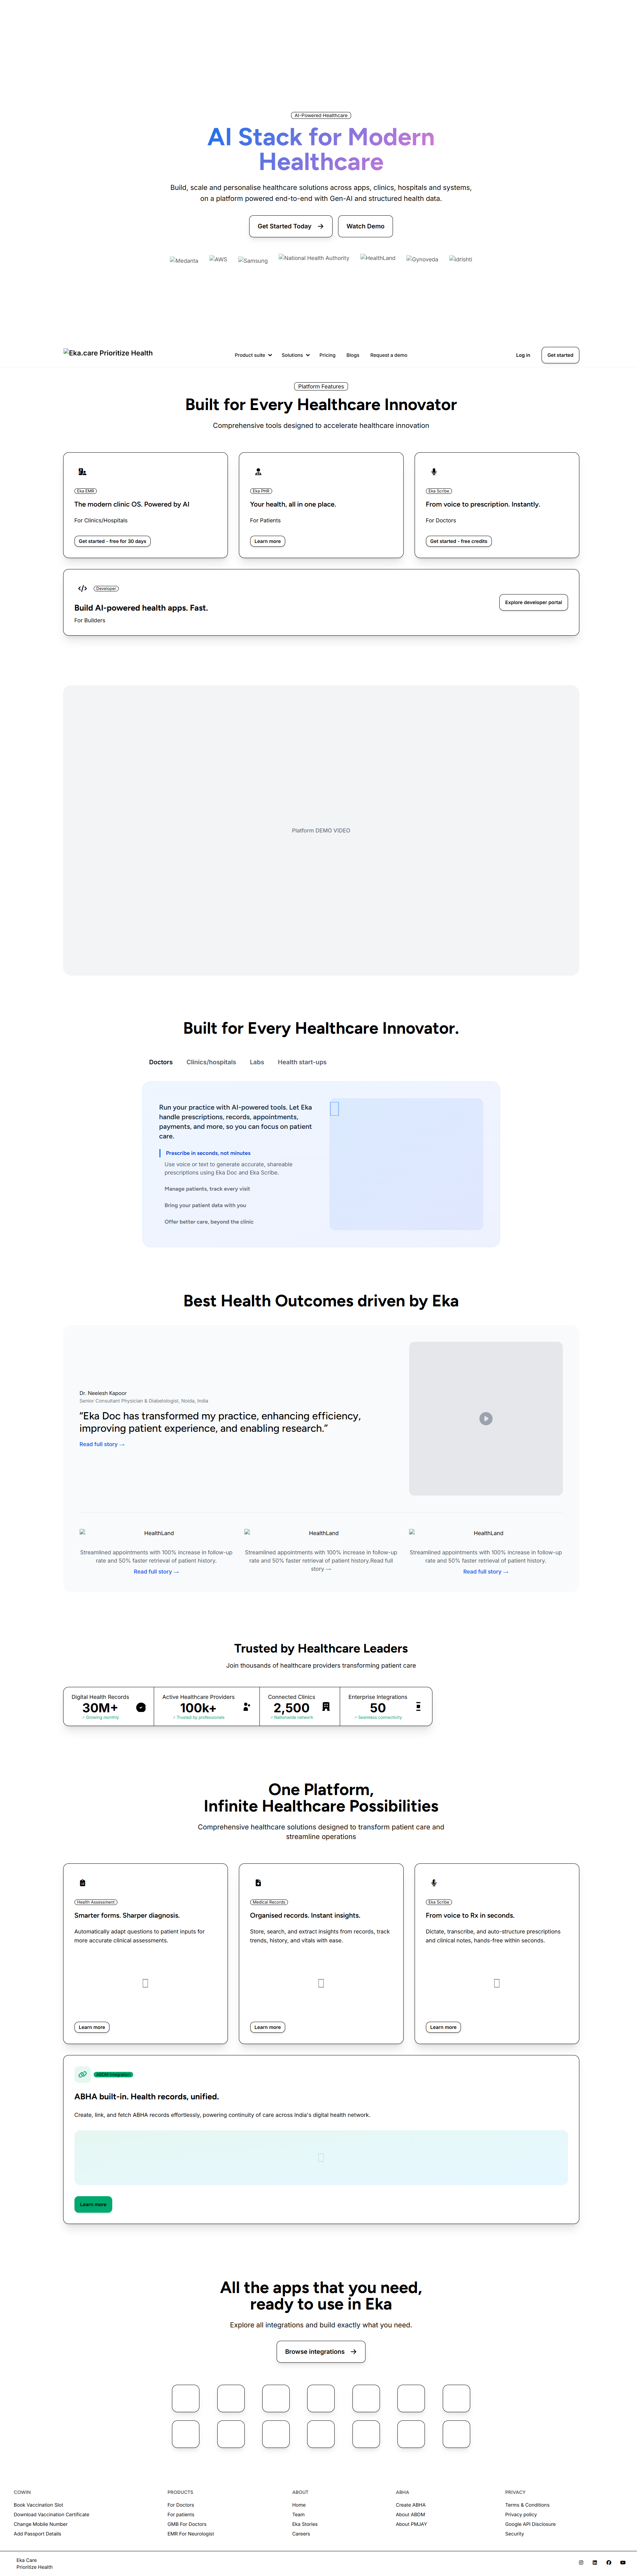 AI-Powered Healthcare
AI Stack for Modern
Healthcare
Build, scale and personalise healthcare solutions across apps, clinics, hospitals and systems,
on a platform powered end-to-end with Gen-AI and structured health data.
Get Started Today → Watch Demo
Medanta AWS Samsung National Health Authority HealthLand Gynoveda Idrishti
Eka.care Prioritize Health Product suite Solutions Pricing Blogs Request a demo Log in Get started
Platform Features
Built for Every Healthcare Innovator
Comprehensive tools designed to accelerate healthcare innovation
Eka EMR
The modern clinic OS. Powered by AI
For Clinics/Hospitals
Get started - free for 30 days
Eka PHR
Your health, all in one place.
For Patients
Learn more
Eka Scribe
From voice to prescription. Instantly.
For Doctors
Get started - free credits
Developer
Build AI-powered health apps. Fast.
For Builders
Explore developer portal
Platform DEMO VIDEO
Built for Every Healthcare Innovator.
Doctors Clinics/hospitals Labs Health start-ups
Run your practice with AI-powered tools. Let Eka
handle prescriptions, records, appointments,
payments, and more, so you can focus on patient
care.
Prescribe in seconds, not minutes
Use voice or text to generate accurate, shareable
prescriptions using Eka Doc and Eka Scribe.
Manage patients, track every visit
Bring your patient data with you
Offer better care, beyond the clinic
Best Health Outcomes driven by Eka
Dr. Neelesh Kapoor
Senior Consultant Physician & Diabetologist, Noida, India
“Eka Doc has transformed my practice, enhancing efficiency,
improving patient experience, and enabling research.”
Read full story →
HealthLand
Streamlined appointments with 100% increase in follow-up
rate and 50% faster retrieval of patient history.
Read full story →
HealthLand
Streamlined appointments with 100% increase in follow-up
rate and 50% faster retrieval of patient history.Read full
story →
HealthLand
Streamlined appointments with 100% increase in follow-up
rate and 50% faster retrieval of patient history.
Read full story →
Trusted by Healthcare Leaders
Join thousands of healthcare providers transforming patient care
Digital Health Records
30M+
Growing monthly
Active Healthcare Providers
100k+
Trusted by professionals
Connected Clinics
2,500
Nationwide network
Enterprise Integrations
50
Seamless connectivity
One Platform,
Infinite Healthcare Possibilities
Comprehensive healthcare solutions designed to transform patient care and
streamline operations
Health Assessment
Smarter forms. Sharper diagnosis.
Automatically adapt questions to patient inputs for
more accurate clinical assessments.
Learn more
Medical Records
Organised records. Instant insights.
Store, search, and extract insights from records, track
trends, history, and vitals with ease.
Learn more
Eka Scribe
From voice to Rx in seconds.
Dictate, transcribe, and auto-structure prescriptions
and clinical notes, hands-free within seconds.
Learn more
ABDM Integration
ABHA built-in. Health records, unified.
Create, link, and fetch ABHA records effortlessly, powering continuity of care across India's digital health network.
Learn more
All the apps that you need,
ready to use in Eka
Explore all integrations and build exactly what you need.
Browse integrations →
COWIN
Book Vaccination Slot
Download Vaccination Certificate
Change Mobile Number
Add Passport Details
PRODUCTS
For Doctors
For patients
GMB For Doctors
EMR For Neurologist
ABOUT
Home
Team
Eka Stories
Careers
ABHA
Create ABHA
About ABDM
About PMJAY
PRIVACY
Terms & Conditions
Privacy policy
Google API Disclosure
Security
Eka Care
Prioritize Health